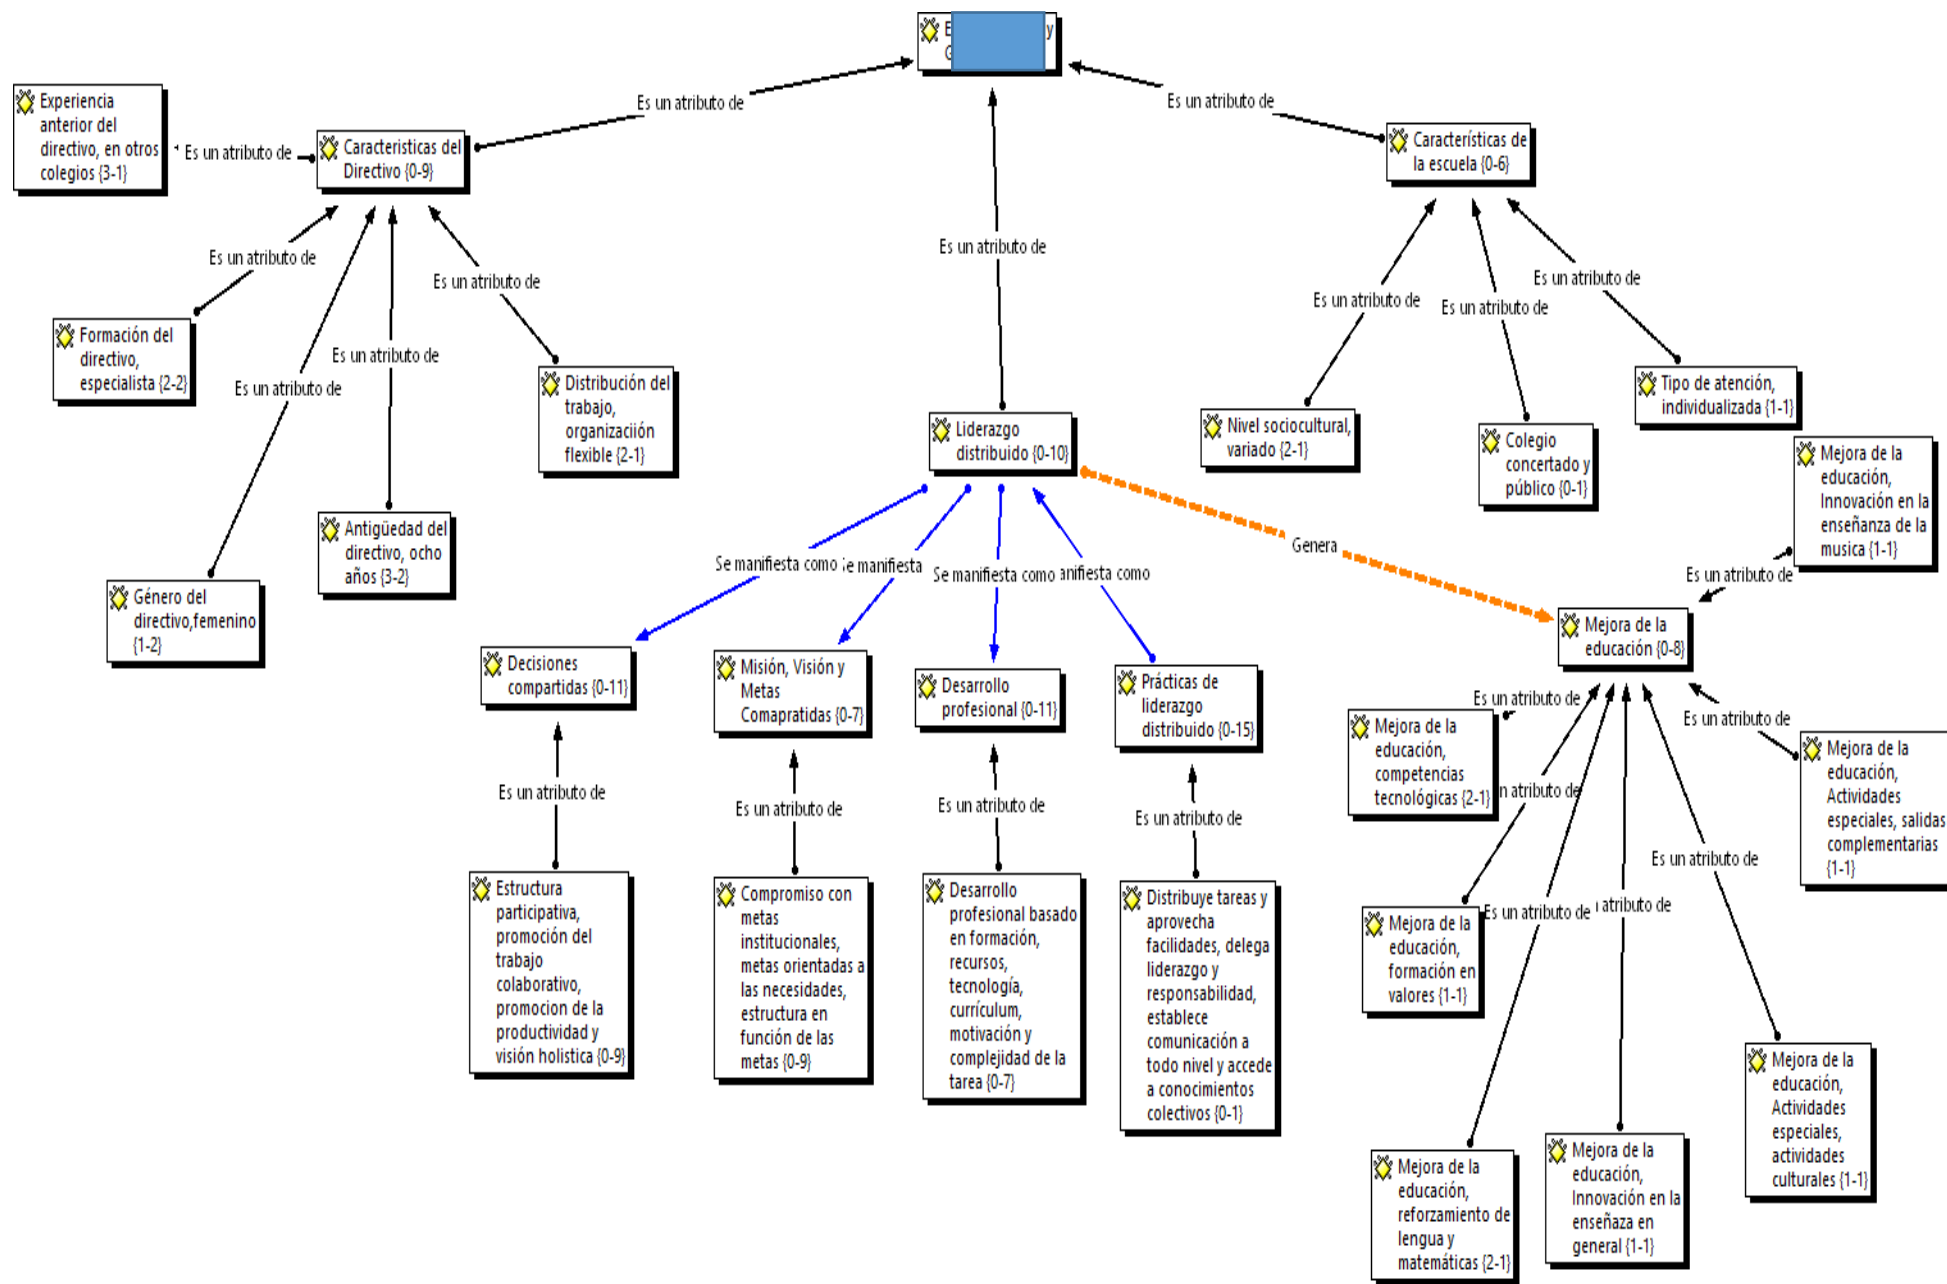 Es un atributo de
Es un atributo de
Experiencia
anterior del
directivo, en otros
colegios {3-1}
Es un atributo de
Caracteristicas del
Directivo {0-9}
Características de
la escuela {0-6}
Es un atributo de
Es un atributo de
Es un atributo de
Es un atributo de
Es un atributo de
Es un atributo de
Formación del
directivo,
especialista {2-2}
Es un atributo de
Es un atributo de
Distribución del
trabajo,
organizaciión
flexible {2-1}
Liderazgo
distribuido {0-10}
Nivel sociocultural,
variado {2-1}
Colegio
concertado y
público {0-1}
Tipo de atención,
individualizada {1-1}
Mejora de la
educación,
Innovación en la
enseñanza de la
musica {1-1}
Género del
directivo,femenino
{1-2}
Antigüedad del
directivo, ocho
años {3-2}
Se manifiesta como
Se manifiesta como
anifiesta como
Genera
Es un atributo de
Mejora de la
educación {0-8}
Decisiones
compartidas {0-11}
Misión, Visión y
Metas
Comapratidas {0-7}
Desarrollo
profesional {0-11}
Prácticas de
liderazgo
distribuido {0-15}
Es un atributo de
Es un atributo de
Mejora de la
educación,
competencias
tecnológicas {2-1}
Mejora de la
educación,
Actividades
especiales, salidas
complementarias
{1-1}
Es un atributo de
Es un atributo de
Es un atributo de
Es un atributo de
n atributo de
Es un atributo de
Es un atributo de
atributo de
Estructura
participativa,
promoción del
trabajo
colaborativo,
promocion de la
productividad y
visión holistica {0-9}
Compromiso con
metas
institucionales,
metas orientadas a
las necesidades,
estructura en
función de las
metas {0-9}
Desarrollo
profesional basado
en formación,
recursos,
tecnología,
currículum,
motivación y
complejidad de la
tarea {0-7}
Distribuye tareas y
aprovecha
facilidades, delega
liderazgo y
responsabilidad,
establece
comunicación a
todo nivel y accede
a conocimientos
colectivos {0-1}
Mejora de la
educación,
formación en
valores {1-1}
Mejora de la
educación,
reforzamiento de
lengua y
matemáticas {2-1}
Mejora de la
educación,
Innovación en la
enseñaza en
general {1-1}
Mejora de la
educación,
Actividades
especiales,
actividades
culturales {1-1}